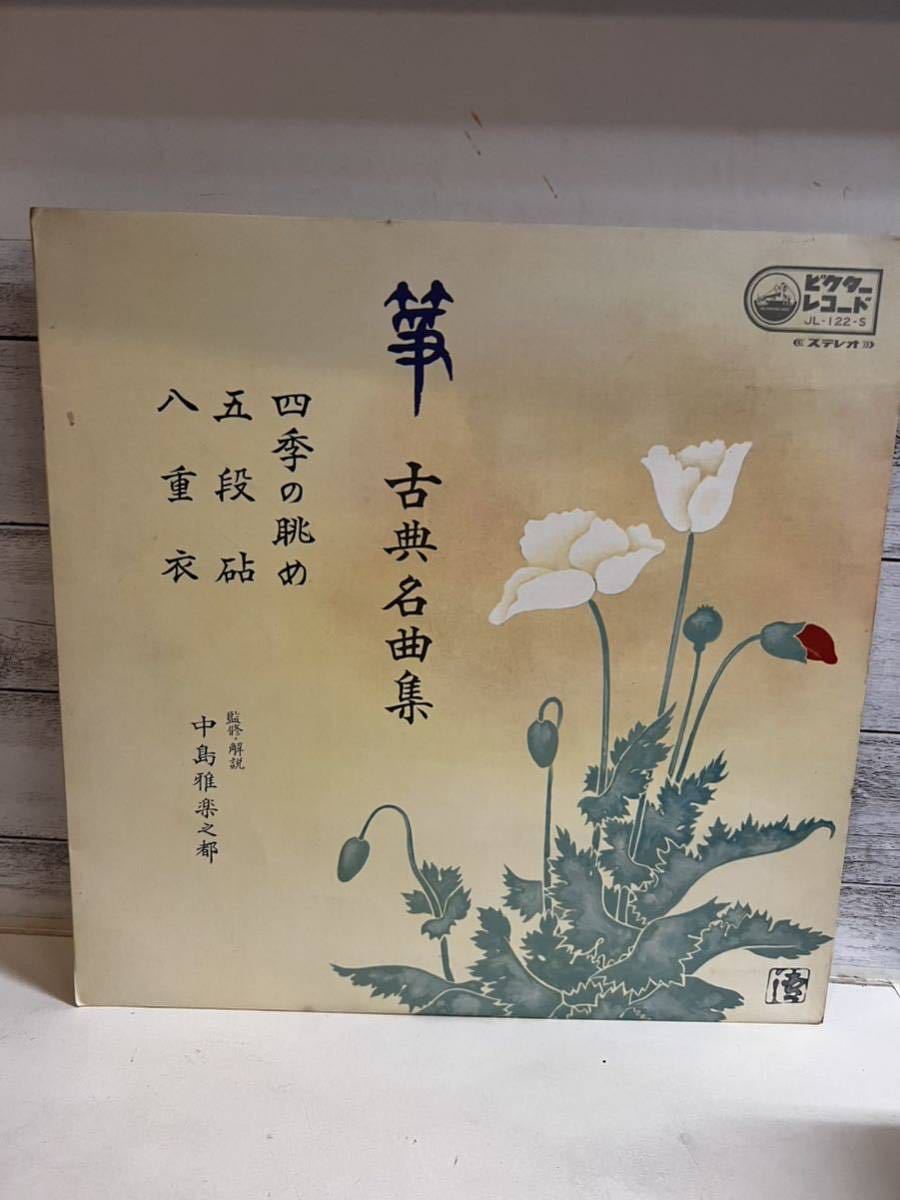 ビクター
レコード
JL-122-S
ステレオ
箏 古典名曲集
四季の眺め
五段砧
八重衣
監修・解説
中島雅楽之都